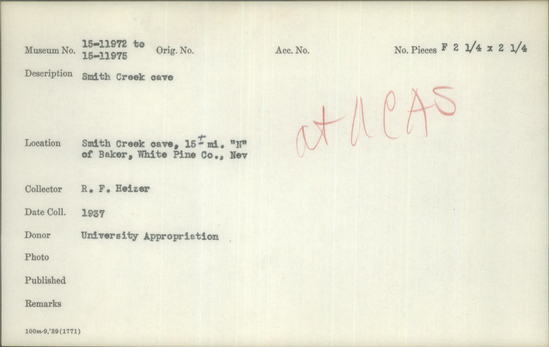 Museum No. 15-11972 to 15-11975 Orig. No. Acc. No. No. Pieces F 2 1/4 x 2 1/4
Description Smith Creek cave
at UCAS
Location Smith Creek cave, 15± mi. "N"
of Baker, White Pine Co., Nev
Collector R. F. Heizer
Date Coll. 1937
Donor University Appropriation
Photo
Published
Remarks
100m-9,'39(1771)